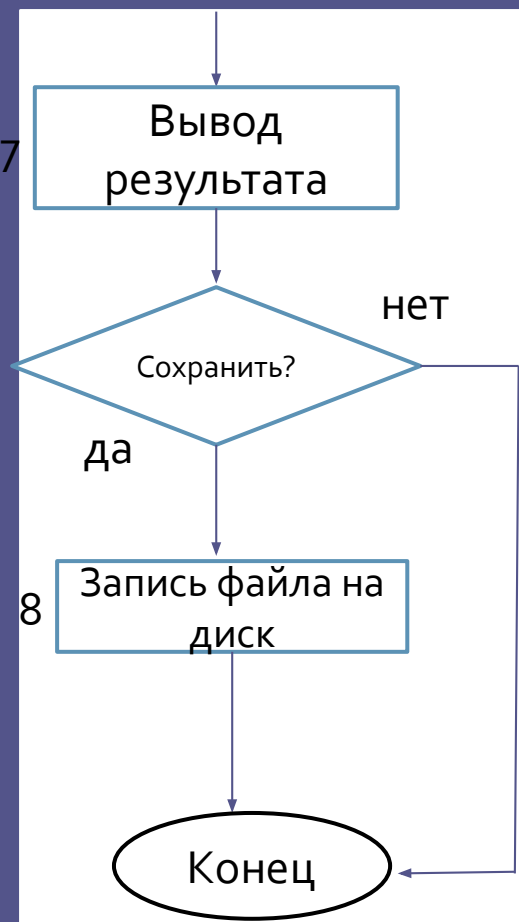 Вывод
7
результата
нет
Сохранить?
да
Запись файла на
8
диск
Конец